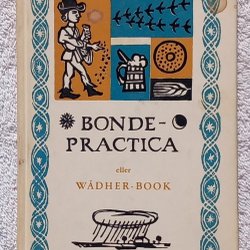 BONDE-
PRACTICA
eller
WÄDHER-BOOK